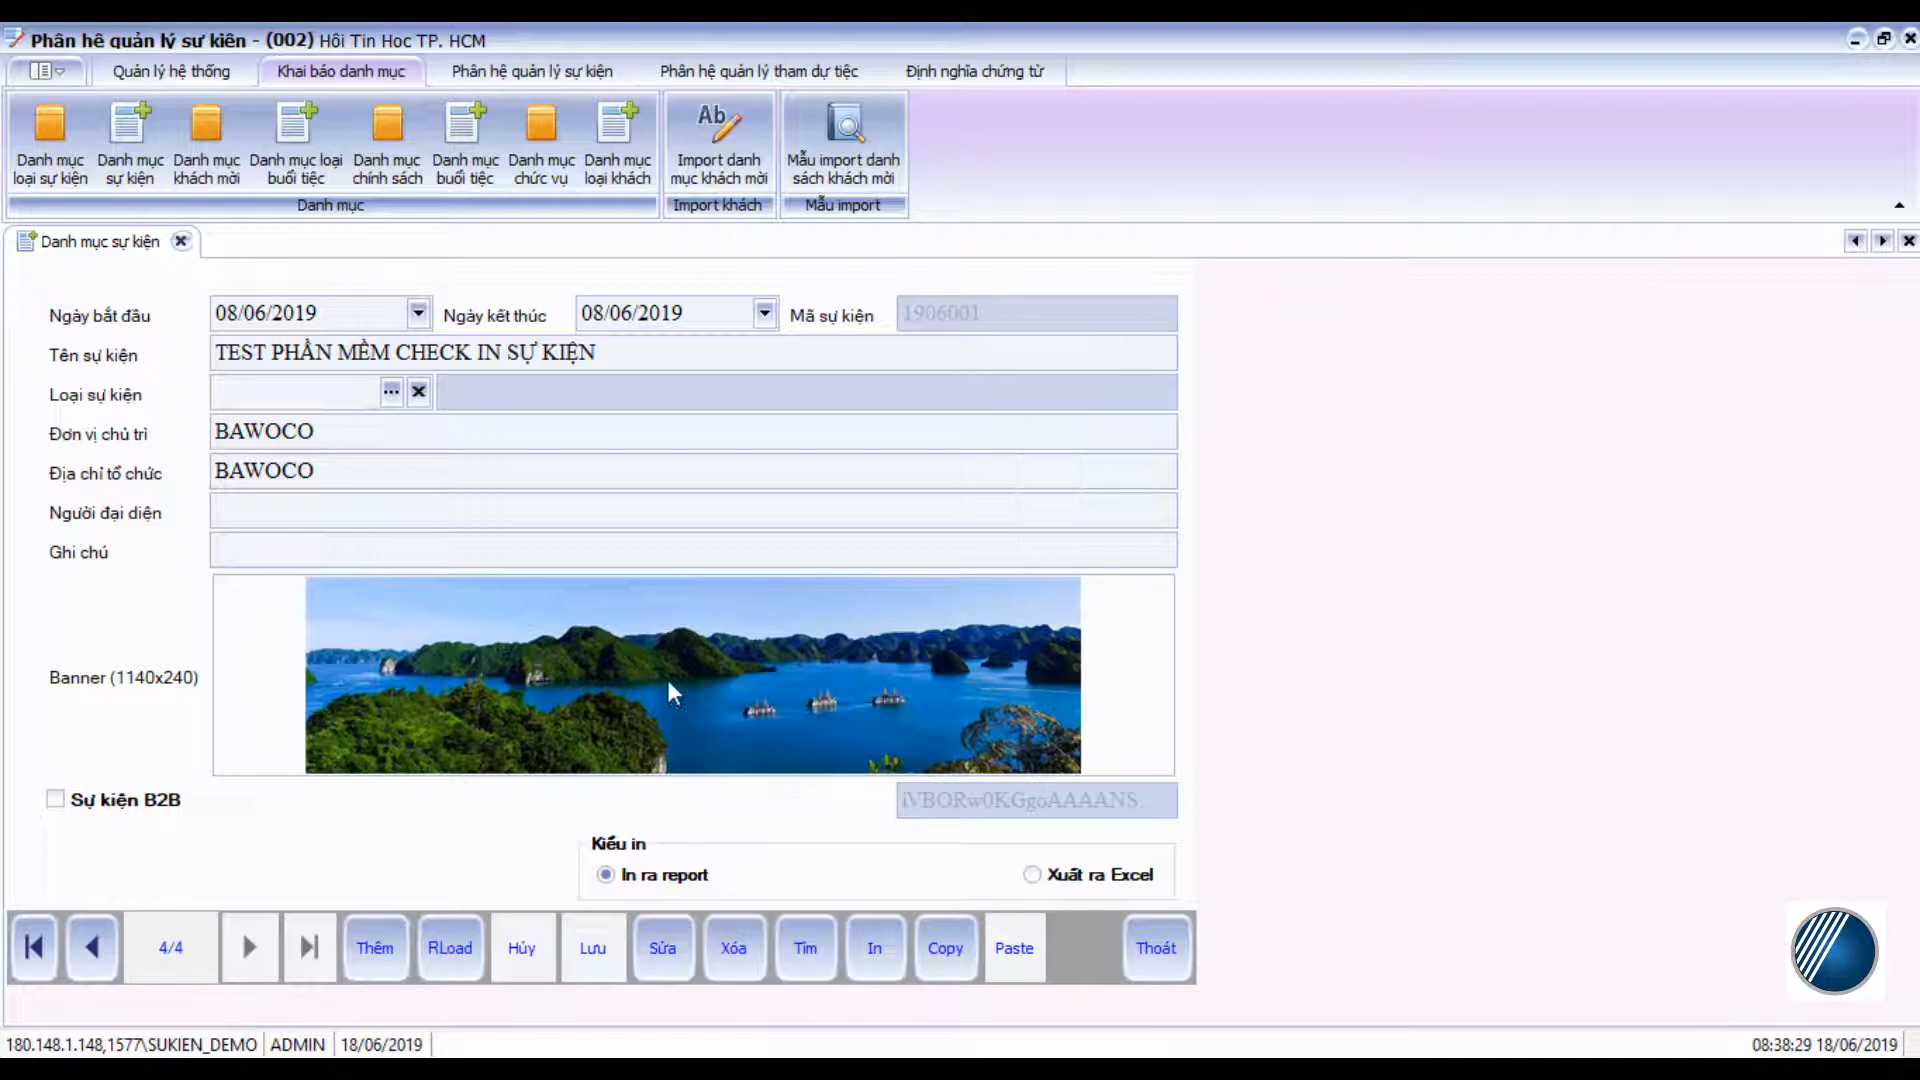 Phân hệ quản lý sự kiện - (002) Hội Tin Học TP. HCM
Quản lý hệ thống Khai báo danh mục Phân hệ quản lý sự kiện Phân hệ quản lý tham dự tiệc Định nghĩa chứng từ
Danh mục loại sự kiện
Danh mục sự kiện
Danh mục khách mời
Danh mục loại buổi tiệc
Danh mục chính sách
Danh mục buổi tiệc
Danh mục chức vụ
Danh mục loại khách
Ab
Import danh mục khách mời
Mẫu import danh sách khách mời
Danh mục Import khách Mẫu import
Danh mục sự kiện
Ngày bắt đầu 08/06/2019 Ngày kết thúc 08/06/2019 Mã sự kiện 1906001
Tên sự kiện TEST PHẦN MỀM CHECK IN SỰ KIỆN
Loại sự kiện ...
Đơn vị chủ trì BAWOCO
Địa chỉ tổ chức BAWOCO
Người đại diện
Ghi chú
Banner (1140x240)
Sự kiện B2B iVBORw0KGgoAAAANS.
Kiểu in
In ra report Xuất ra Excel
4/4 Thêm RLoad Hủy Lưu Sửa Xóa Tìm In Copy Paste Thoát
180.148.1.148,1577\SUKIEN_DEMO ADMIN 18/06/2019 08:38:29 18/06/2019